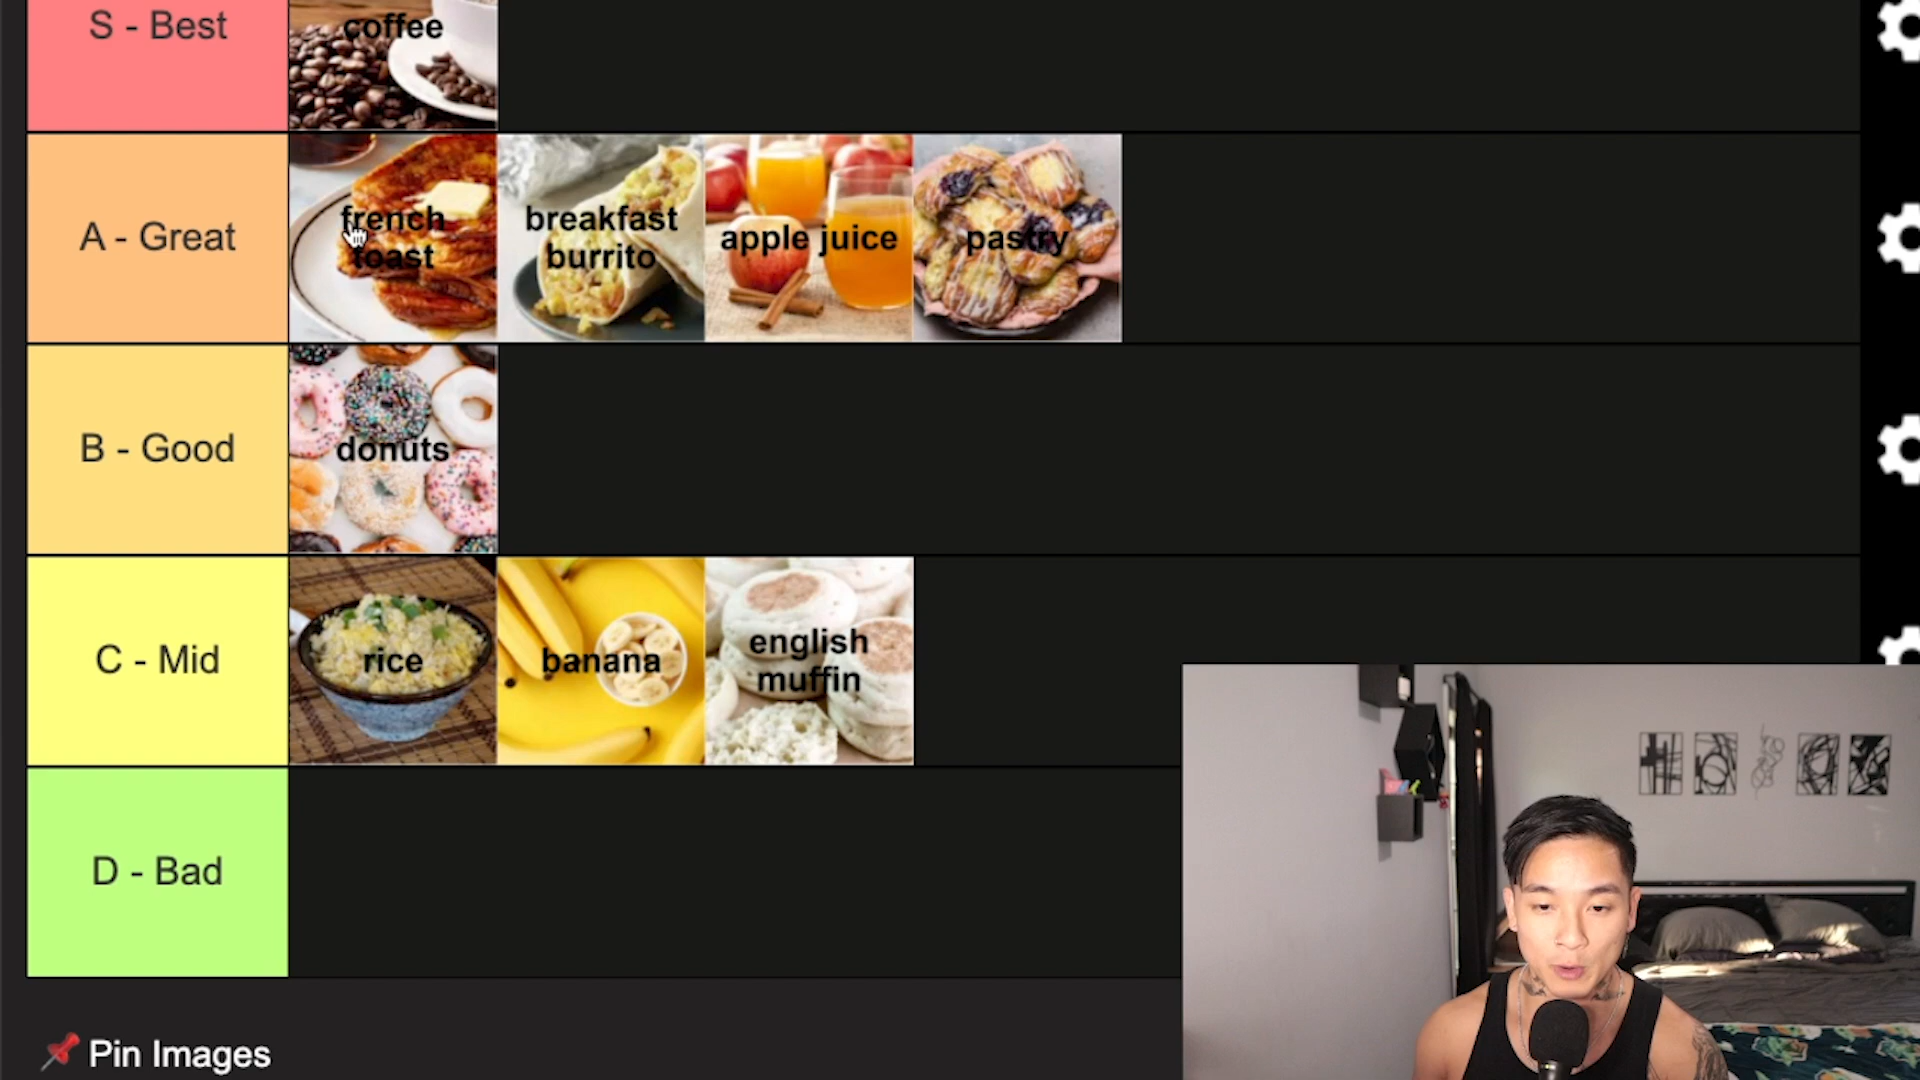 S - Best
coffee
A - Great
french
toast
breakfast
burrito
apple juice
pastry
B - Good
donuts
C - Mid
rice
banana
english
muffin
D - Bad
Pin Images